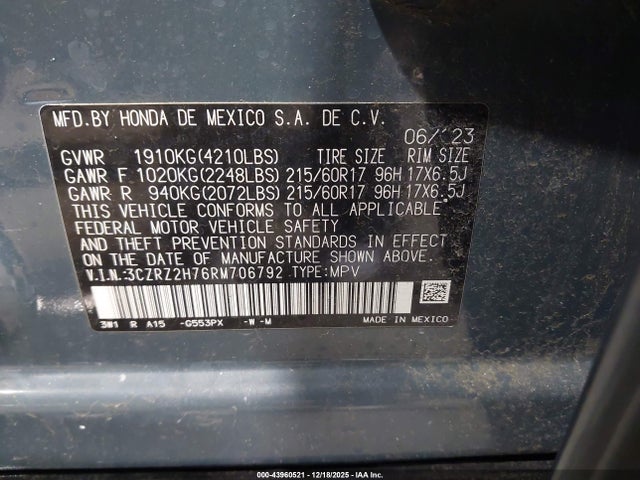 MFD.BY HONDA DE MEXICO S.A. DE C.V.
06/'23
GVWR 1910KG(4210LBS) TIRE SIZE RIM SIZE
GAWR F 1020KG(2248LBS) 215/60R17 96H 17X6.5J
GAWR R 940KG(2072LBS) 215/60R17 96H 17X6.5J
THIS VEHICLE CONFORMS TO ALL APPLICABLE
FEDERAL MOTOR VEHICLE SAFETY
AND THEFT PREVENTION STANDARDS IN EFFECT
ON THE DATE OF MANUFACTURE SHOWN ABOVE.
V.I.N.:3CZRZ2H76RM706792 TYPE:MPV
3W1 R A15 -G553PX -W -M MADE IN MEXICO
000-43960521 - 12/18/2025 - IAA Inc.